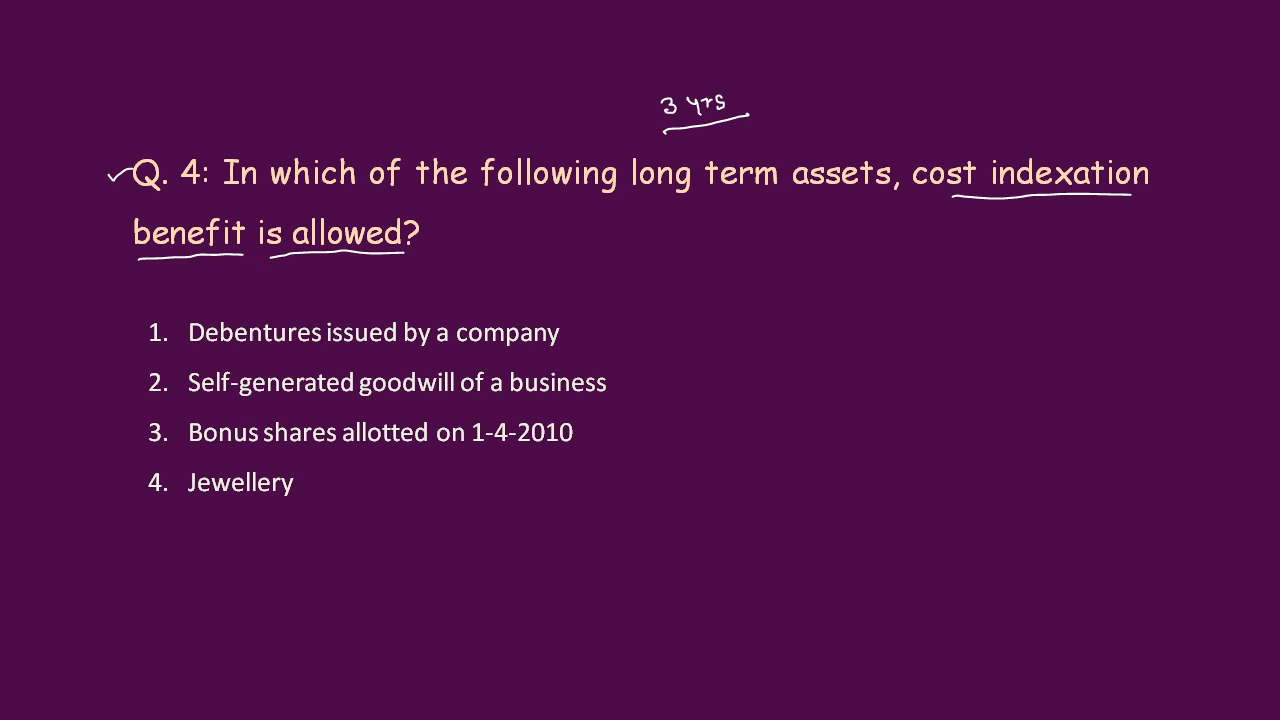 3 yrs
Q. 4: In which of the following long term assets, cost indexation
benefit is allowed?
1. Debentures issued by a company
2. Self-generated goodwill of a business
3. Bonus shares allotted on 1-4-2010
4. Jewellery